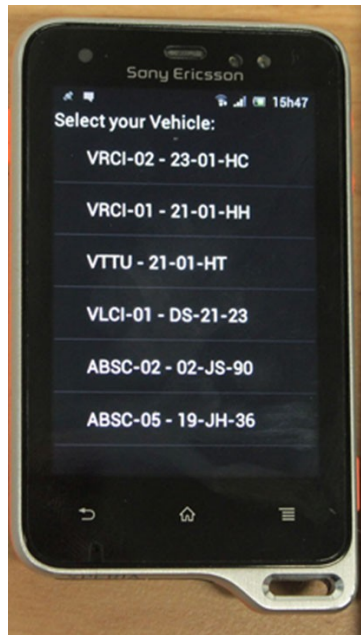 Sony Ericsson
15h47
Select your Vehicle:
VRCI-02 - 23-01-HC
VRCI-01 - 21-01-HH
VTTU - 21-01-HT
VLCI-01 - DS-21-23
ABSC-02 - 02-JS-90
ABSC-05 - 19-JH-36